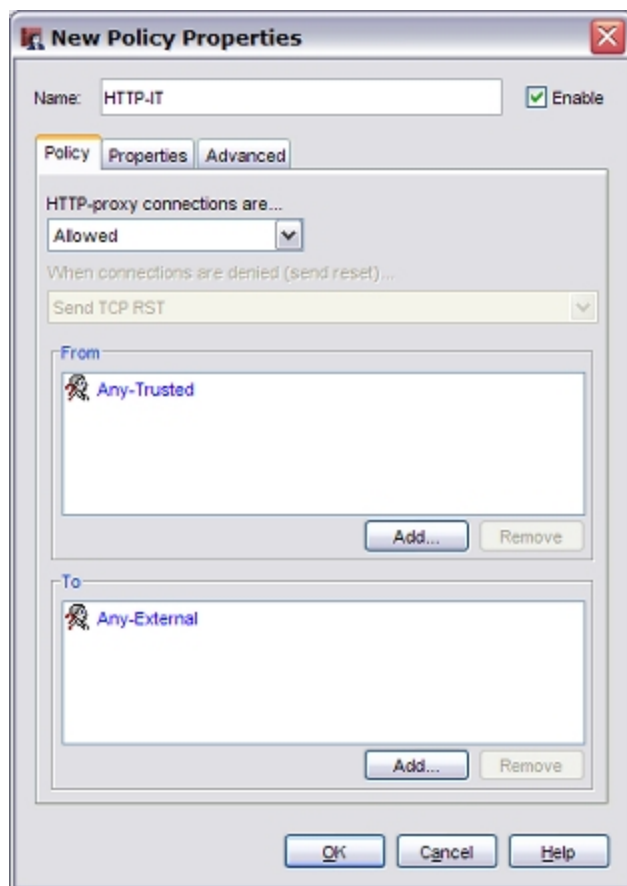 New Policy Properties
Name: HTTP-IT Enable
Policy Properties Advanced
HTTP-proxy connections are...
Allowed
When connections are denied (send reset)...
Send TCP RST
From
Any-Trusted
Add... Remove
To
Any-External
Add... Remove
OK Cancel Help